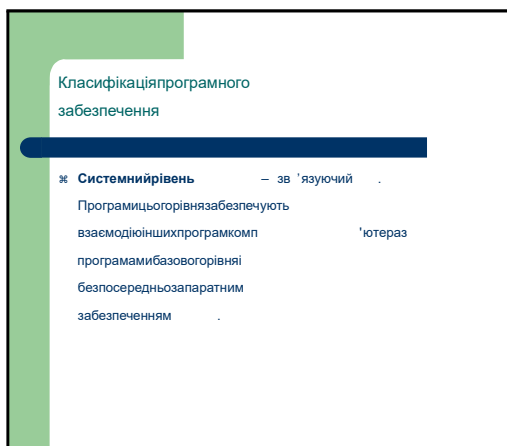 Класифікаціяпрограмного
забезпечення
⌘ Системнийрівень – зв ’язуючий .
Програмицьогорівнязабезпечують
взаємодіюіншихпрограмкомп 'ютераз
програмамибазовогорівняі
безпосередньозапаратним
забезпеченням .